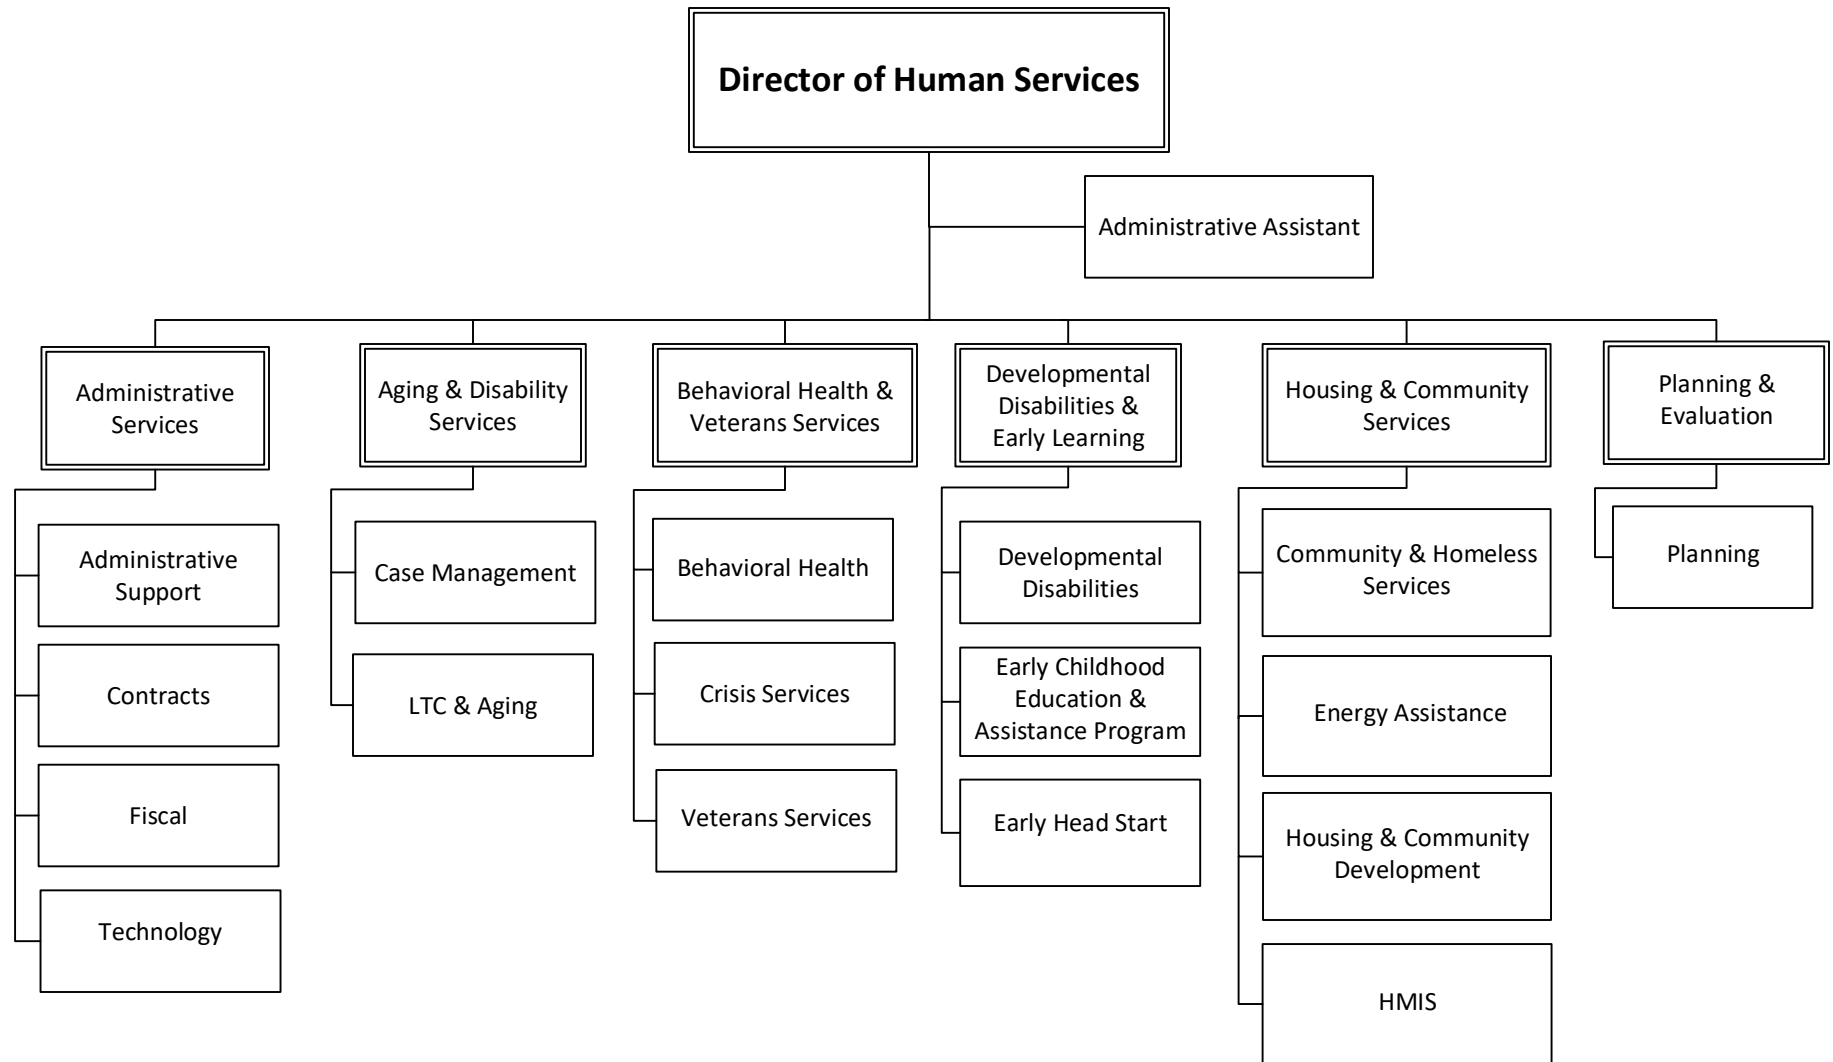 Director of Human Services
Administrative Assistant
Administrative
Services
Aging & Disability
Services
Behavioral Health &
Veterans Services
Developmental
Disabilities &
Early Learning
Housing & Community
Services
Planning &
Evaluation
Administrative
Support
Contracts
Fiscal
Technology
Case Management
LTC & Aging
Behavioral Health
Crisis Services
Veterans Services
Developmental
Disabilities
Early Childhood
Education &
Assistance Program
Early Head Start
Community & Homeless
Services
Energy Assistance
Housing & Community
Development
HMIS
Planning